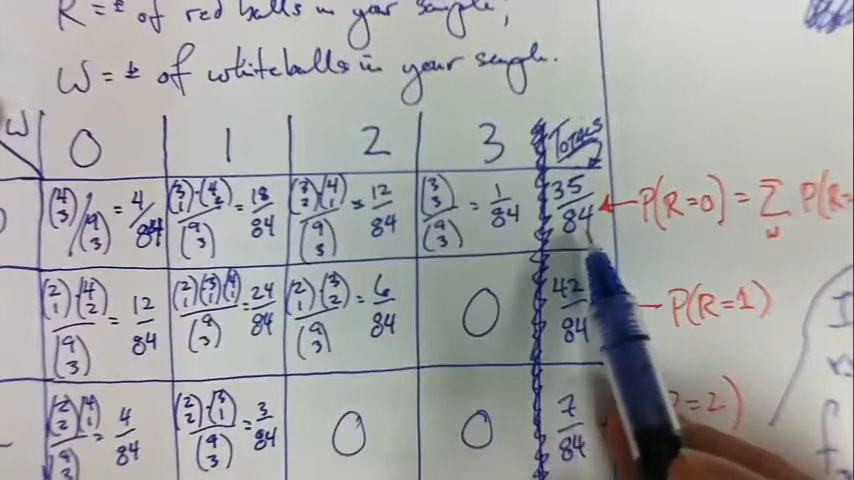 R = # of red balls in your sample;
W = # of white balls in your sample.
W 0 1 2 3 TOTALS
(4 3)/(9 3) = 4/84 (3 1)·(4 2)/(9 3) = 18/84 (3 2)(4 1)/(9 3) = 12/84 (3 3)/(9 3) = 1/84 35/84 ← P(R=0) = Σ P(R=
w
(2 1)·(4 2)/(9 3) = 12/84 (2 1)(3 1)(4 1)/(9 3) = 24/84 (2 1)·(3 2)/(9 3) = 6/84 0 42/84 P(R=1)
(2 2)(4 1)/(9 3) = 4/84 (2 2)·(3 1)/(9 3) = 3/84 0 0 7/84 =2)